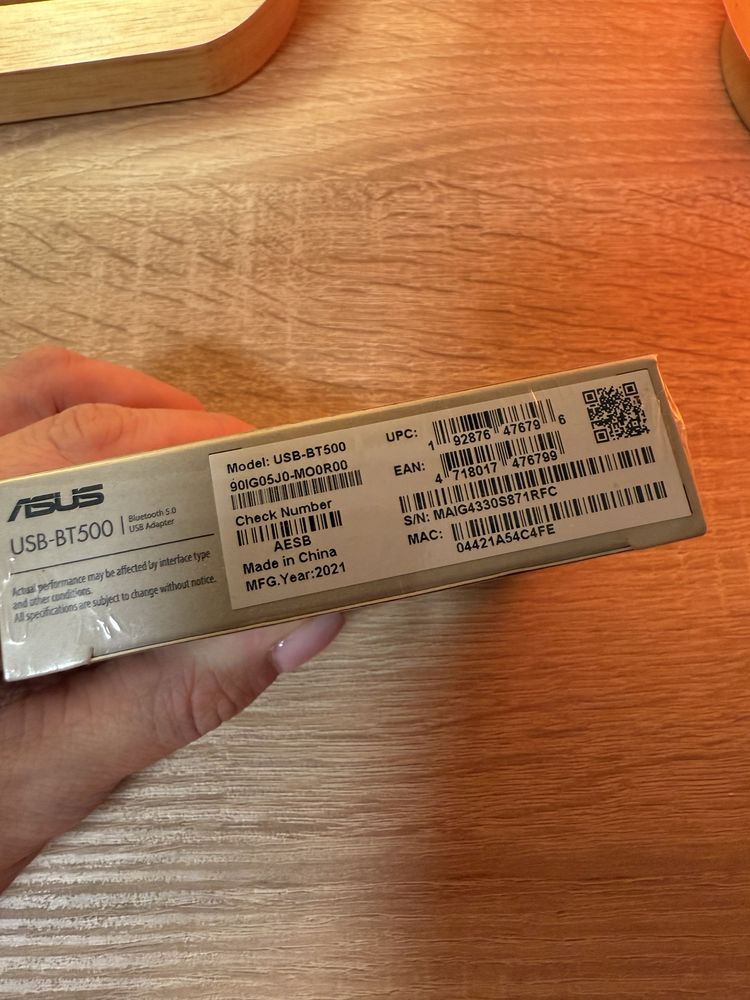 ASUS
USB-BT500
Bluetooth 5.0
USB Adapter
Actual performance may be affected by interface type
and other conditions.
All specifications are subject to change without notice.
Model: USB-BT500
90IG05J0-MO0R00
Check Number
AESB
Made in China
MFG.Year:2021
UPC:
1 92876 47679 6
EAN:
4 718017 476799
S/N: MAIG4330S871RFC
MAC:
04421A54C4FE